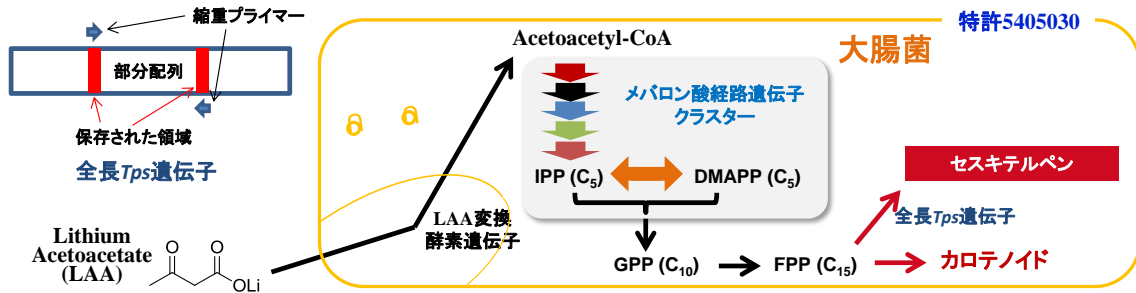 縮重プライマー
部分配列
保存された領域
全長Tps遺伝子
Lithium
Acetoacetate
(LAA)
O
O
OLi
特許5405030
大腸菌
Acetoacetyl-CoA
メバロン酸経路遺伝子
クラスター
IPP (C5)
DMAPP (C5)
LAA変換
酵素遺伝子
GPP (C10)
FPP (C15)
セスキテルペン
全長Tps遺伝子
カロテノイド